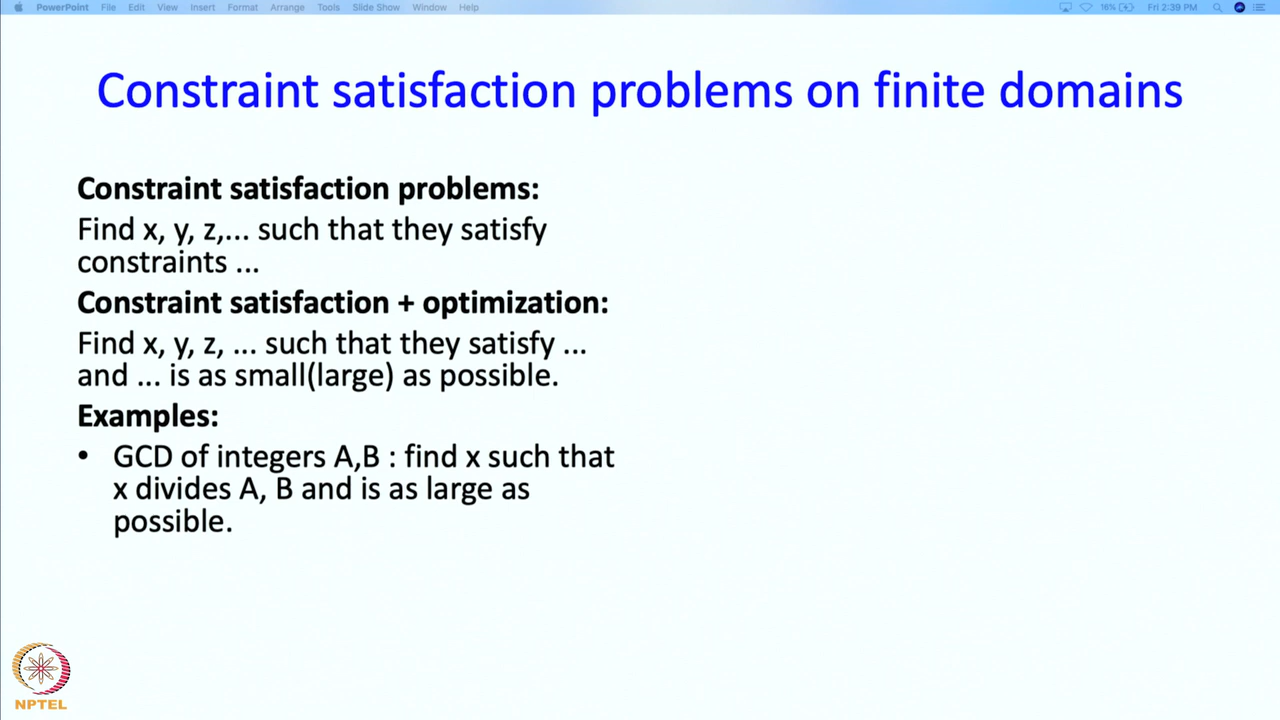 PowerPoint File Edit View Insert Format Arrange Tools Slide Show Window Help 16% Fri 2:39 PM
Constraint satisfaction problems on finite domains
Constraint satisfaction problems:
Find x, y, z,... such that they satisfy
constraints ...
Constraint satisfaction + optimization:
Find x, y, z, ... such that they satisfy ...
and ... is as small(large) as possible.
Examples:
• GCD of integers A,B : find x such that
x divides A, B and is as large as
possible.
NPTEL